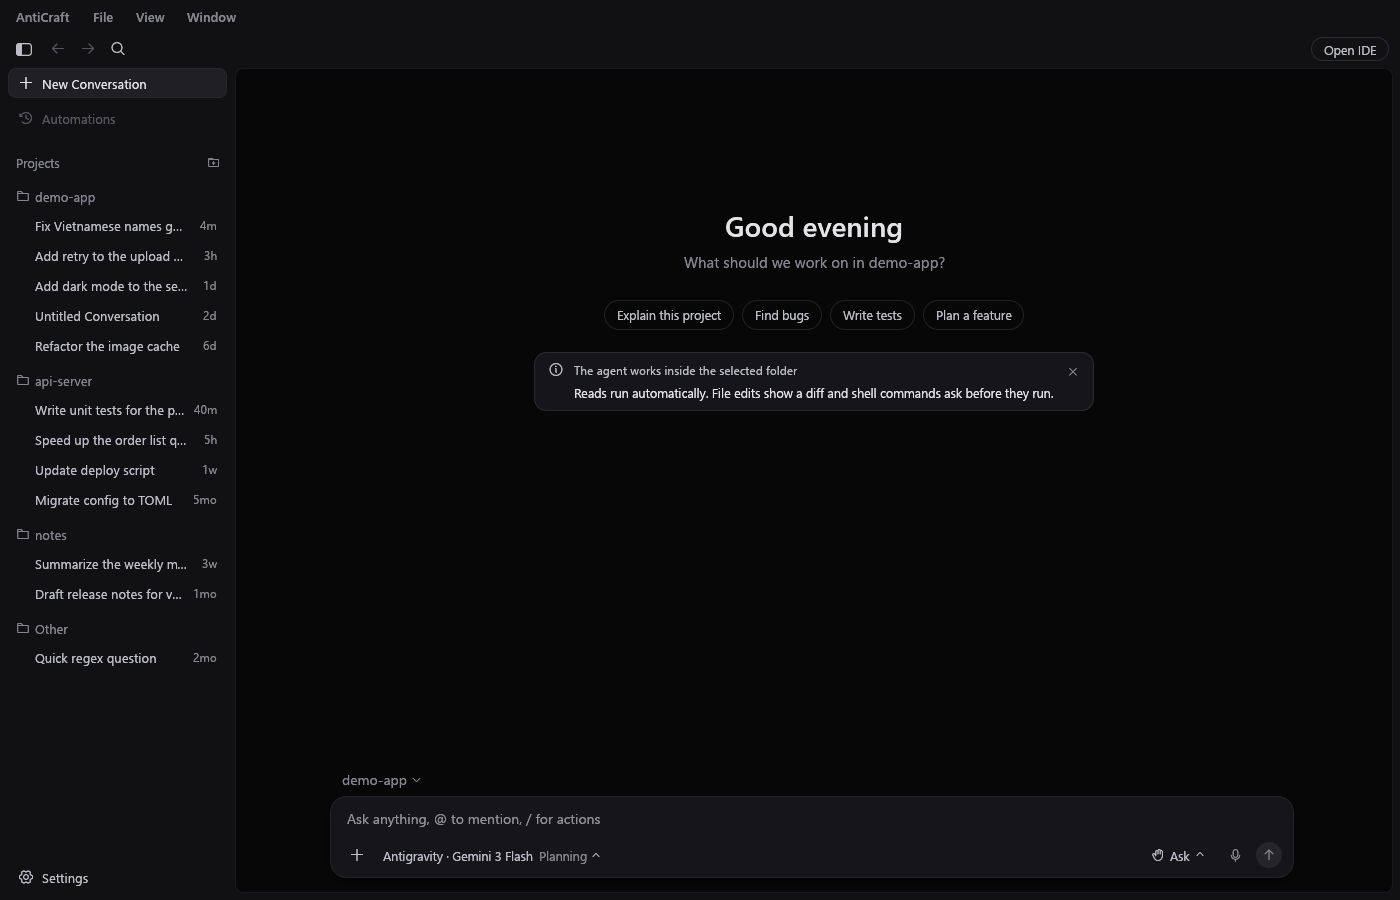 AntiCraft File View Window
Open IDE
New Conversation
Automations
Projects
demo-app
Fix Vietnamese names g... 4m
Add retry to the upload ... 3h
Add dark mode to the se... 1d
Untitled Conversation 2d
Refactor the image cache 6d
api-server
Write unit tests for the p... 40m
Speed up the order list q... 5h
Update deploy script 1w
Migrate config to TOML 5mo
notes
Summarize the weekly m... 3w
Draft release notes for v... 1mo
Other
Quick regex question 2mo
Settings
Good evening
What should we work on in demo-app?
Explain this project Find bugs Write tests Plan a feature
The agent works inside the selected folder
Reads run automatically. File edits show a diff and shell commands ask before they run.
demo-app
Ask anything, @ to mention, / for actions
Antigravity · Gemini 3 Flash Planning Ask